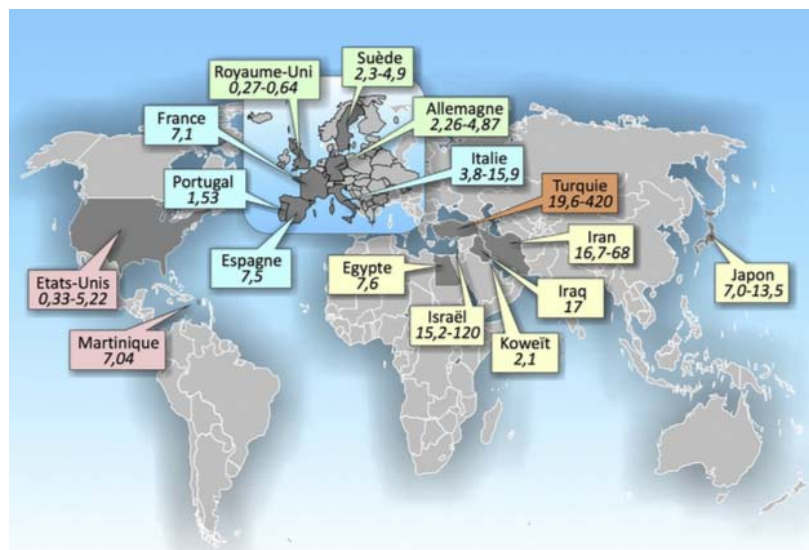 Suède
2,3-4,9
Royaume-Uni
0,27-0,64
France
7,1
Allemagne
2,26-4,87
Italie
3,8-15,9
Portugal
1,53
Turquie
19,6-420
Espagne
7,5
Iran
16,7-68
Egypte
7,6
Japon
7,0-13,5
Etats-Unis
0,33-5,22
Iraq
17
Israël
15,2-120
Koweït
2,1
Martinique
7,04